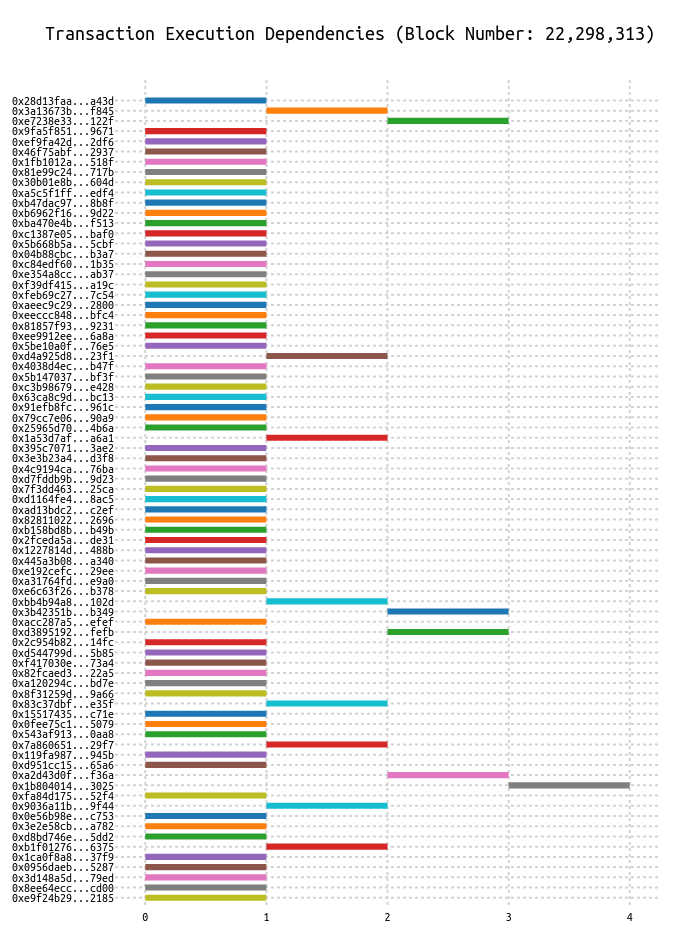 Transaction Execution Dependencies (Block Number: 22,298,313)
0x28d13faa...a43d
0x3a13673b...f845
0xe7238e33...122f
0x9fa5f851...9671
0xef9fa42d...2df6
0x46f75abf...2937
0x1fb1012a...518f
0x81e99c24...717b
0x30b01e8b...604d
0xa5c5f1ff...edf4
0xb47dac97...8b8f
0xb6962f16...9d22
0xba470e4b...f513
0xc1387e05...baf0
0x5b668b5a...5cbf
0x04b88cbc...b3a7
0xc84edf60...1b35
0xe354a8cc...ab37
0xf39df415...a19c
0xfeb69c27...7c54
0xaeec9c29...2800
0xeeccc848...bfc4
0x81857f93...9231
0xee9912ee...6a8a
0x5be10a0f...76e5
0xd4a925d8...23f1
0x4038d4ec...b47f
0x5b147037...bf3f
0xc3b98679...e428
0x63ca8c9d...bc13
0x91efb8fc...961c
0x79cc7e06...90a9
0x25965d70...4b6a
0x1a53d7af...a6a1
0x395c7071...3ae2
0x3e3b23a4...d3f8
0x4c9194ca...76ba
0xd7fddb9b...9d23
0x7f3dd463...25ca
0xd1164fe4...8ac5
0xad13bdc2...c2ef
0x82811022...2696
0xb158bd8b...b49b
0x2fceda5a...de31
0x1227814d...488b
0x445a3b08...a340
0xe192cefc...29ee
0xa31764fd...e9a0
0xe6c63f26...b378
0xbb4b94a8...102d
0x3b42351b...b349
0xacc287a5...efef
0xd3895192...fefb
0x2c954b82...14fc
0xd544799d...5b85
0xf417030e...73a4
0x82fcaed3...22a5
0xa120294c...bd7e
0x8f31259d...9a66
0x83c37dbf...e35f
0x15517435...c71e
0x0fee75c1...5079
0x543af913...0aa8
0x7a860651...29f7
0x119fa987...945b
0xd951cc15...65a6
0xa2d43d0f...f36a
0x1b804014...3025
0xfa84d175...52f4
0x9036a11b...9f44
0x0e56b98e...c753
0x3e2e58cb...a782
0xd8bd746e...5dd2
0xb1f01276...6375
0x1ca0f8a8...37f9
0x0956daeb...5287
0x3d148a5d...79ed
0x8ee64ecc...cd00
0xe9f24b29...2185
0 1 2 3 4